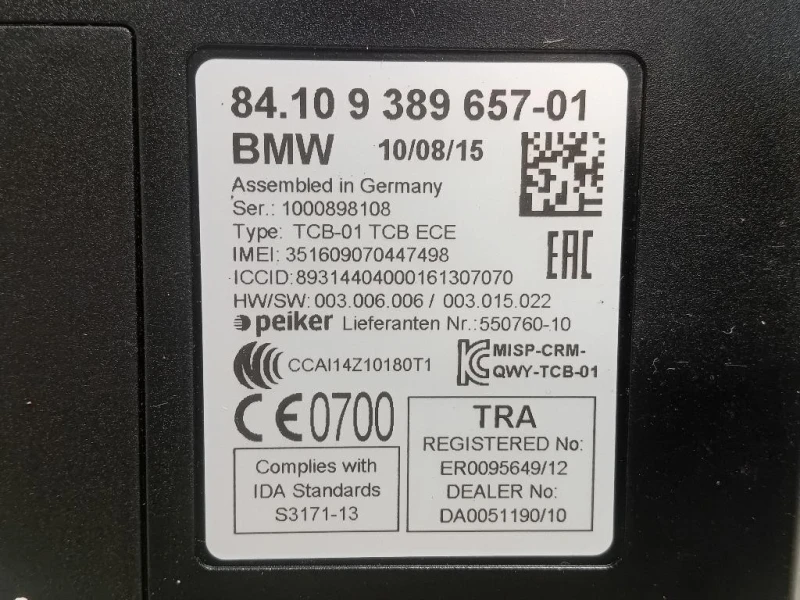 84.10 9 389 657-01
BMW 10/08/15
Assembled in Germany
Ser.: 1000898108
Type: TCB-01 TCB ECE
IMEI: 351609070447498
ICCID: 89314404000161307070
HW/SW: 003.006.006 / 003.015.022
peiker Lieferanten Nr.: 550760-10
CCAI14Z10180T1
MISP-CRM-
QWY-TCB-01
CE0700
EAC
Complies with
IDA Standards
S3171-13
TRA
REGISTERED No:
ER0095649/12
DEALER No:
DA0051190/10